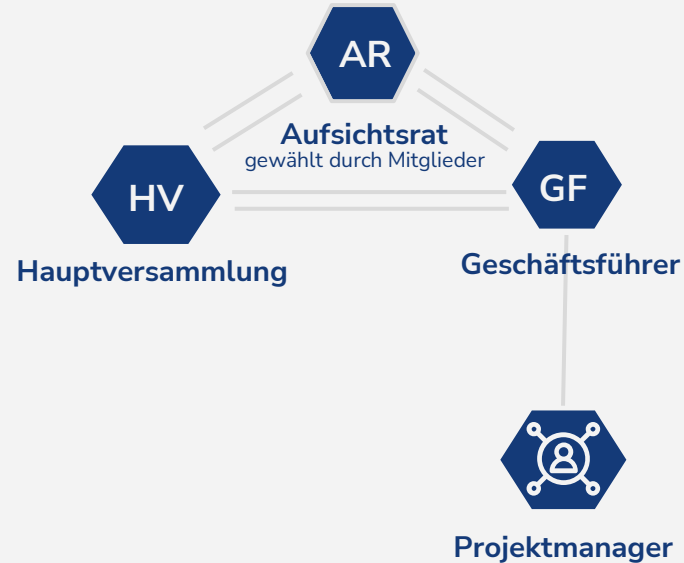 AR
Aufsichtsrat
gewählt durch Mitglieder
HV
GF
Hauptversammlung
Geschäftsführer
Projektmanager